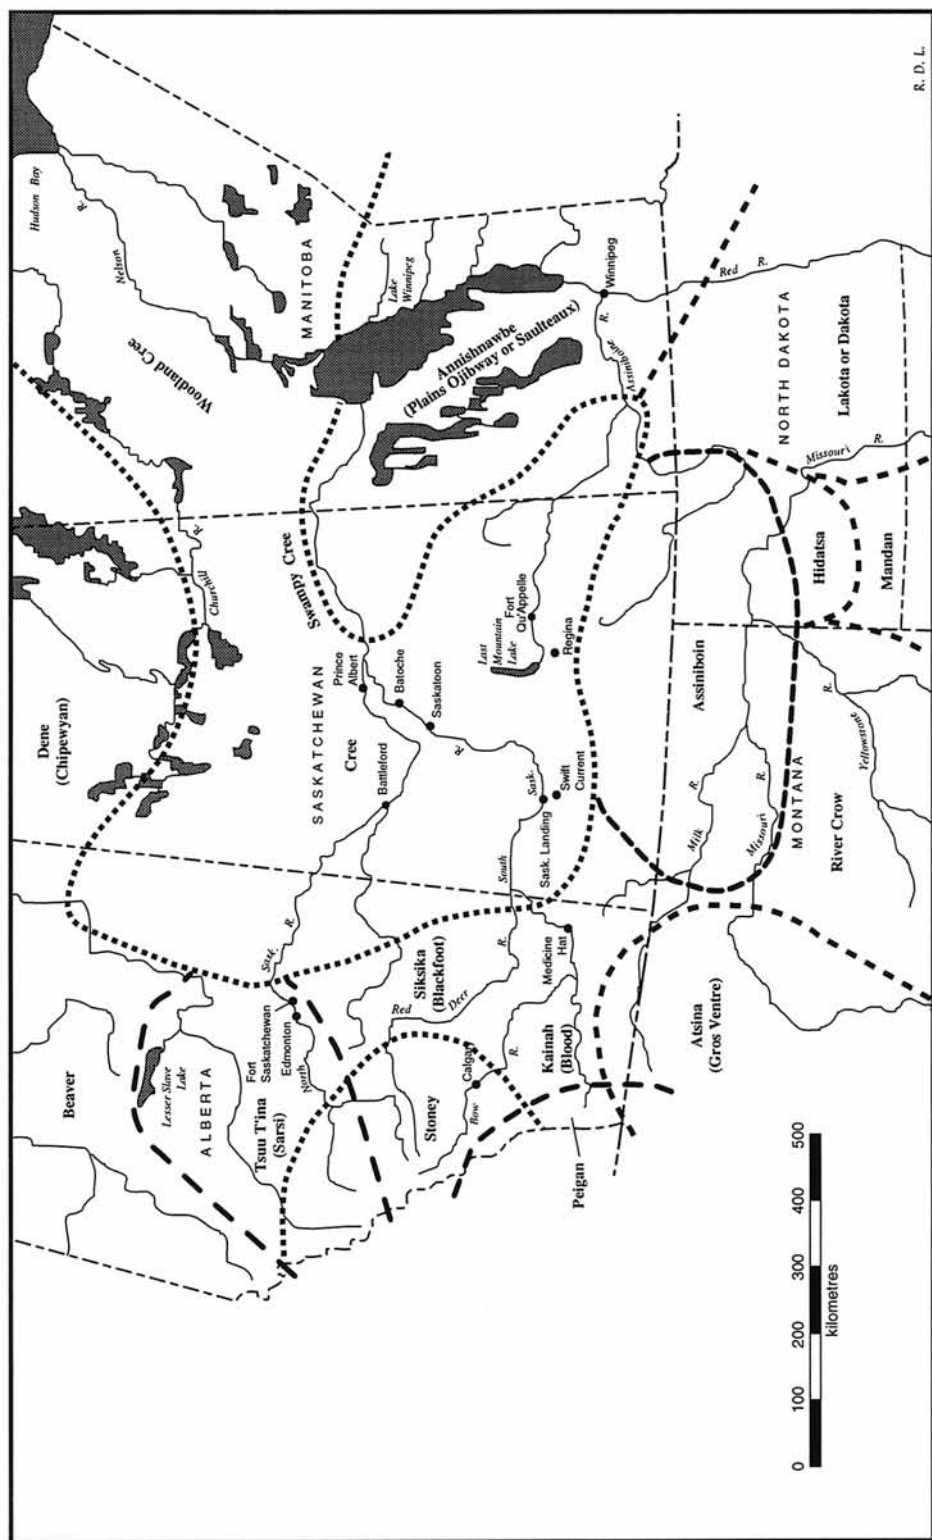 Hudson Bay
Nelson
R.
Woodland Cree
MANITOBA
Lake
Winnipeg
Annishnawbe
(Plains Ojibway or Saulteaux)
Winnipeg
Assiniboine
R.
Red
R.
Dene
(Chipewyan)
Churchill
R.
SASKATCHEWAN
Swampy Cree
Cree
Prince
Albert
Batoche
Saskatoon
Battleford
R.
Last
Mountain
Lake
Fort
Qu'Appelle
Regina
Sask.
Swift
Current
Sask. Landing
South
Beaver
Lesser Slave
Lake
ALBERTA
Tsuu T'ina
(Sarsi)
Fort
Saskatchewan
Edmonton
North
Sask.
R.
Siksika
(Blackfoot)
Red
Deer
R.
Stoney
Calgary
Bow
R.
Medicine
Hat
Kainah
(Blood)
Peigan
Atsina
(Gros Ventre)
Assiniboin
Milk
R.
Missouri
R.
MONTANA
River Crow
Yellowstone
R.
NORTH DAKOTA
Lakota or Dakota
Missouri
R.
Hidatsa
Mandan
0 100 200 300 400 500
kilometres
R. D. L.